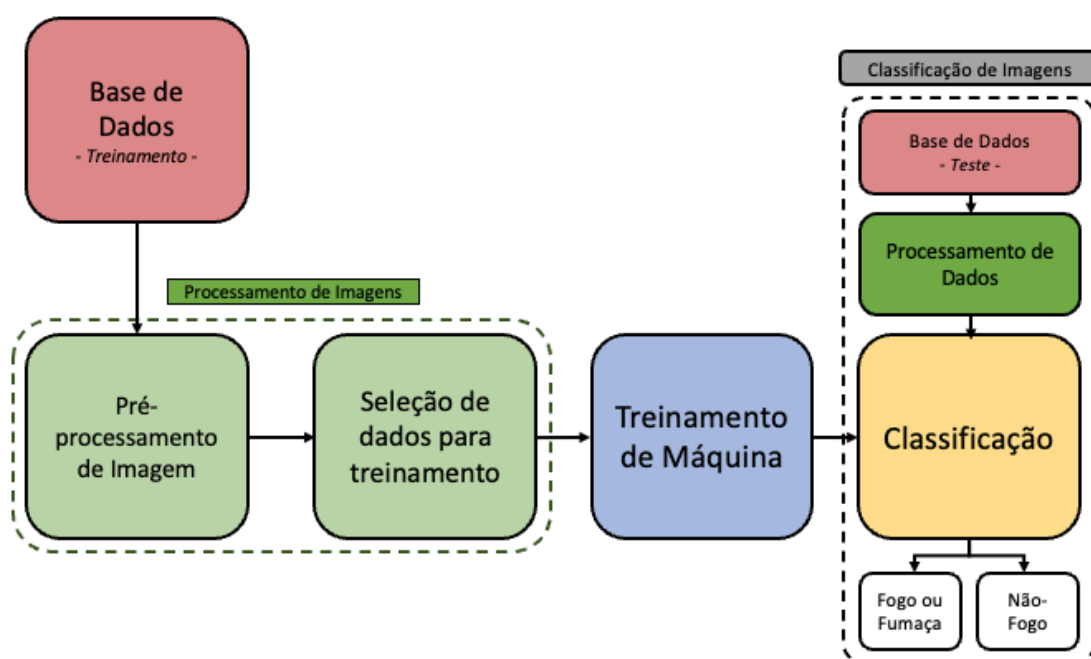 Base de
Dados
- Treinamento -
Processamento de Imagens
Pré-
processamento
de Imagem
Seleção de
dados para
treinamento
Treinamento
de Máquina
Classificação de Imagens
Base de Dados
- Teste -
Processamento de
Dados
Classificação
Fogo ou
Fumaça
Não-
Fogo